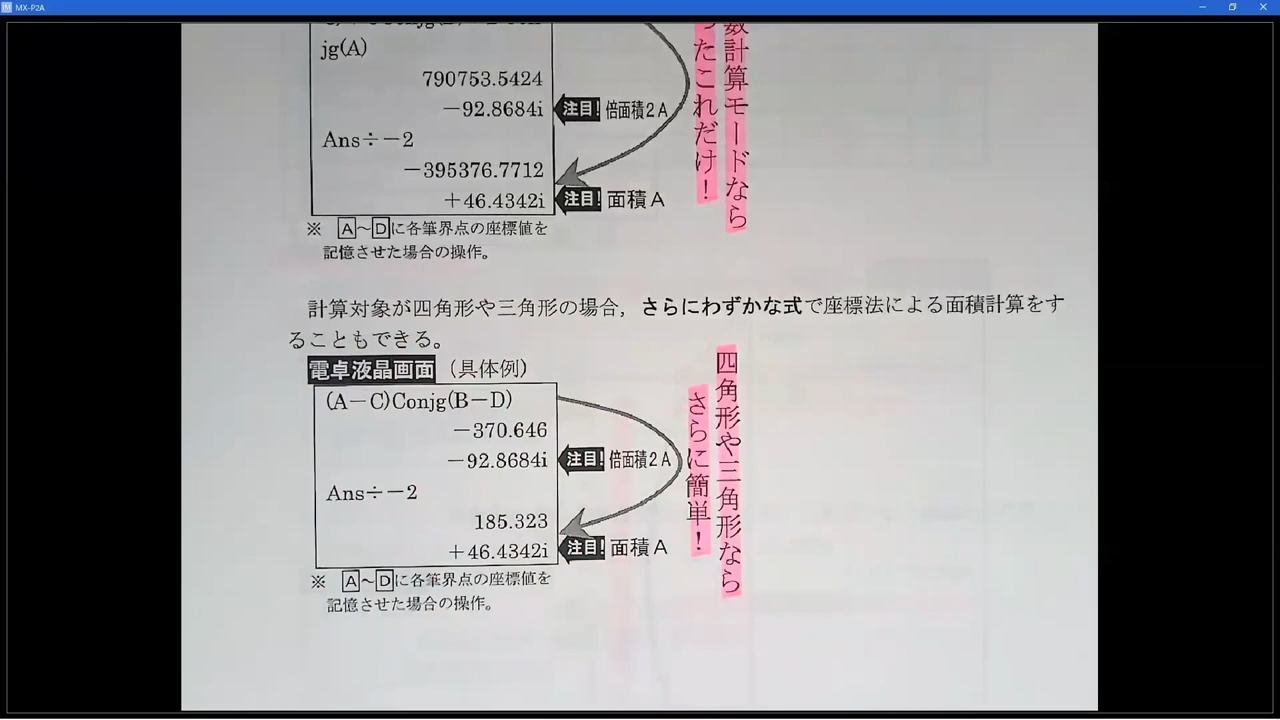 MX-P2A
jg(A)
790753.5424
−92.8684i
注目! 倍面積2A
Ans÷−2
−395376.7712
+46.4342i
注目! 面積A
※ A～Dに各筆界点の座標値を
記憶させた場合の操作。
数計算モードなら
ったこれだけ！
計算対象が四角形や三角形の場合，さらにわずかな式で座標法による面積計算をす
ることもできる。
電卓液晶画面（具体例）
(A−C)Conjg(B−D)
−370.646
−92.8684i
注目! 倍面積2A
Ans÷−2
185.323
+46.4342i
注目! 面積A
※ A～Dに各筆界点の座標値を
記憶させた場合の操作。
四角形や三角形なら
さらに簡単！